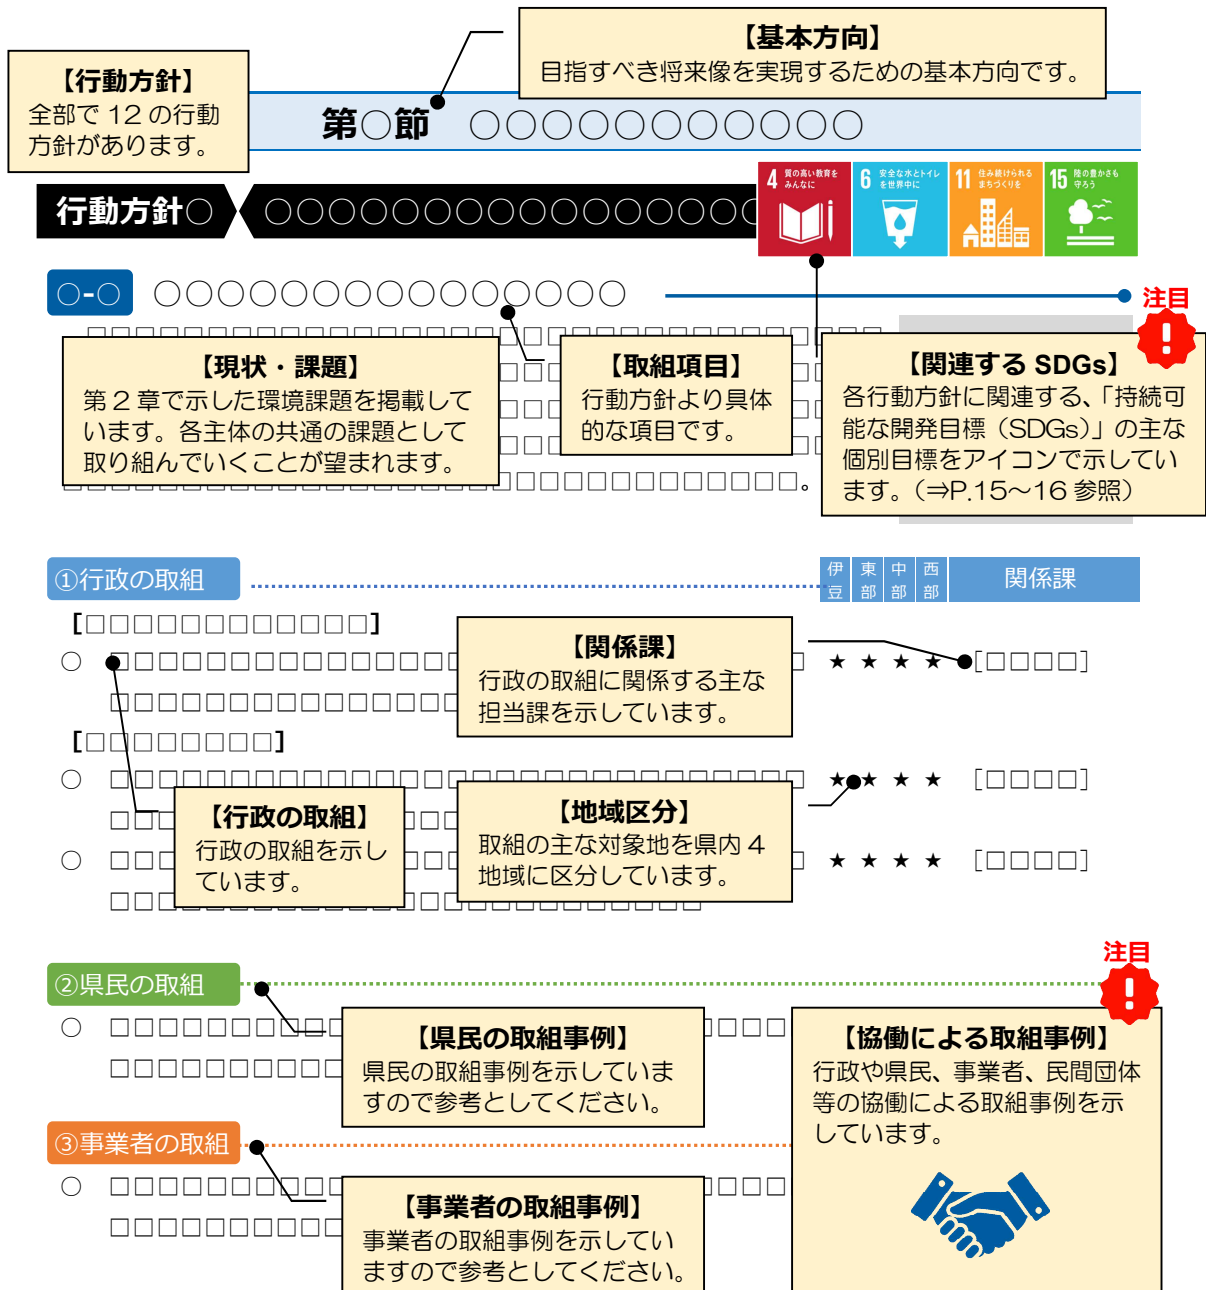 【基本方向】
目指すべき将来像を実現するための基本方向です。
【行動方針】
全部で 12 の行動
方針があります。
第○節 ○○○○○○○○○○○
行動方針○ ○○○○○○○○○○○○○○○○
4 質の高い教育を
みんなに
6 安全な水とトイレ
を世界中に
11 住み続けられる
まちづくりを
15 陸の豊かさも
守ろう
○-○ ○○○○○○○○○○○○○○○
注目
【現状・課題】
第 2 章で示した環境課題を掲載して
います。各主体の共通の課題として
取り組んでいくことが望まれます。
【取組項目】
行動方針より具体
的な項目です。
【関連する SDGs】
各行動方針に関連する、「持続可
能な開発目標（SDGs）」の主な
個別目標をアイコンで示してい
ます。（⇒P.15～16 参照）
①行政の取組
伊豆 東部 中部 西部 関係課
[□□□□□□□□□□□□]
【関係課】
行政の取組に関係する主な
担当課を示しています。
★ ★ ★ ★ [□□□□]
[□□□□□□□□]
★ ★ ★ ★ [□□□□]
【行政の取組】
行政の取組を示し
ています。
【地域区分】
取組の主な対象地を県内 4
地域に区分しています。
★ ★ ★ ★ [□□□□]
注目
②県民の取組
【県民の取組事例】
県民の取組事例を示していま
すので参考としてください。
【協働による取組事例】
行政や県民、事業者、民間団体
等の協働による取組事例を示
しています。
③事業者の取組
【事業者の取組事例】
事業者の取組事例を示してい
ますので参考としてください。